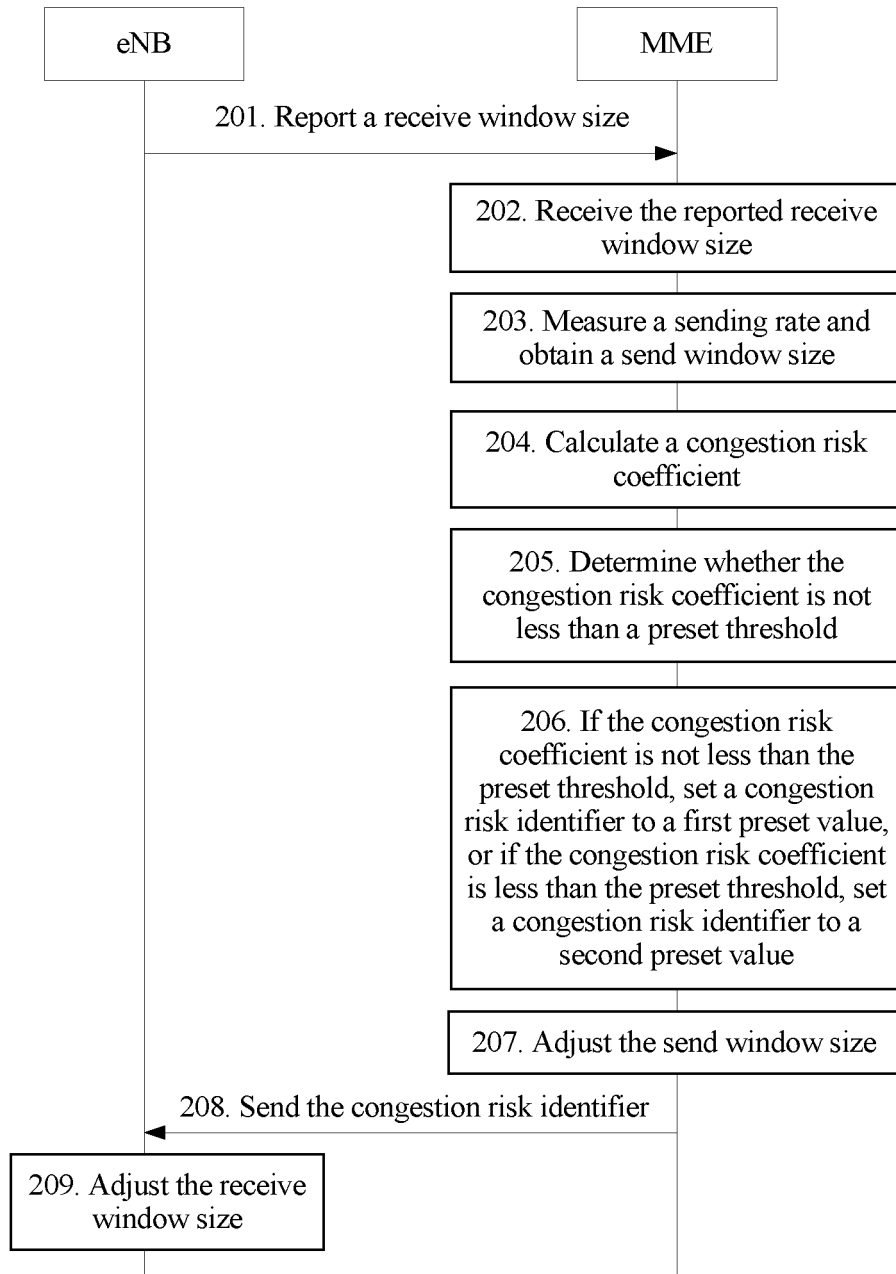 eNB
MME
201. Report a receive window size
202. Receive the reported receive
window size
203. Measure a sending rate and
obtain a send window size
204. Calculate a congestion risk
coefficient
205. Determine whether the
congestion risk coefficient is not
less than a preset threshold
206. If the congestion risk
coefficient is not less than the
preset threshold, set a congestion
risk identifier to a first preset value,
or if the congestion risk coefficient
is less than the preset threshold, set
a congestion risk identifier to a
second preset value
207. Adjust the send window size
208. Send the congestion risk identifier
209. Adjust the receive
window size